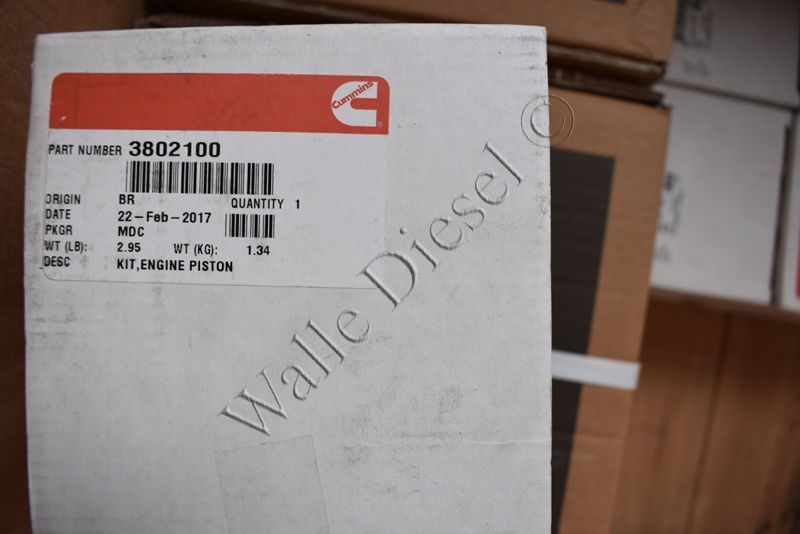 Cummins
PART NUMBER 3802100
ORIGIN BR QUANTITY 1
DATE 22-Feb-2017
PKGR MDC
WT (LB): 2.95 WT (KG): 1.34
DESC KIT,ENGINE PISTON
Walle Diesel ©